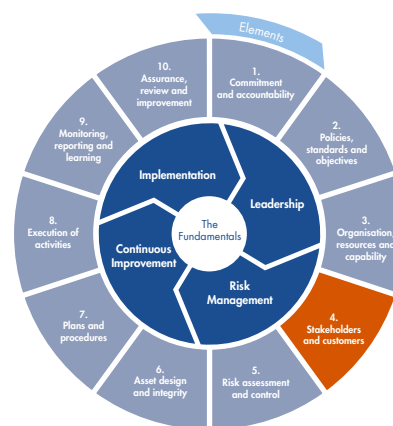 Elements
1.
Commitment
and accountability
2.
Policies,
standards and
objectives
3.
Organisation,
resources and
capability
4.
Stakeholders
and customers
5.
Risk assessment
and control
6.
Asset design
and integrity
7.
Plans and
procedures
8.
Execution of
activities
9.
Monitoring,
reporting and
learning
10.
Assurance,
review and
improvement
Implementation
Leadership
Risk
Management
Continuous
Improvement
The
Fundamentals